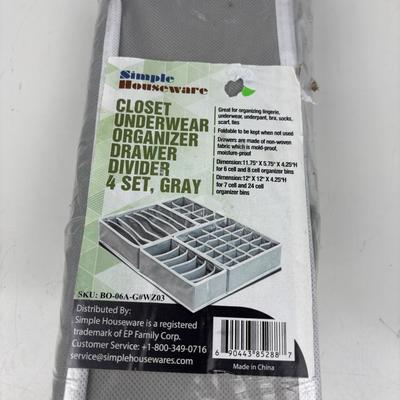 Simple
Houseware
CLOSET
UNDERWEAR
ORGANIZER
DRAWER
DIVIDER
4 SET, GRAY
Great for organizing lingerie,
underwear, underpant, bra, socks,
scarf, ties
Foldable to be kept when not used
Drawers are made of non-woven
fabric which is mold-proof,
moisture-proof
Dimension:11.75" X 5.75" X 4.25"H
for 6 cell and 8 cell organizer bins
Dimension:12" X 12" X 4.25"H
for 7 cell and 24 cell
organizer bins
SKU: BO-06A-G#WZ03
Distributed By:
Simple Houseware is a registered
trademark of EP Family Corp.
Customer Service: +1-800-349-0716
service@simplehousewares.com
6 90443 85288 7
Made in China